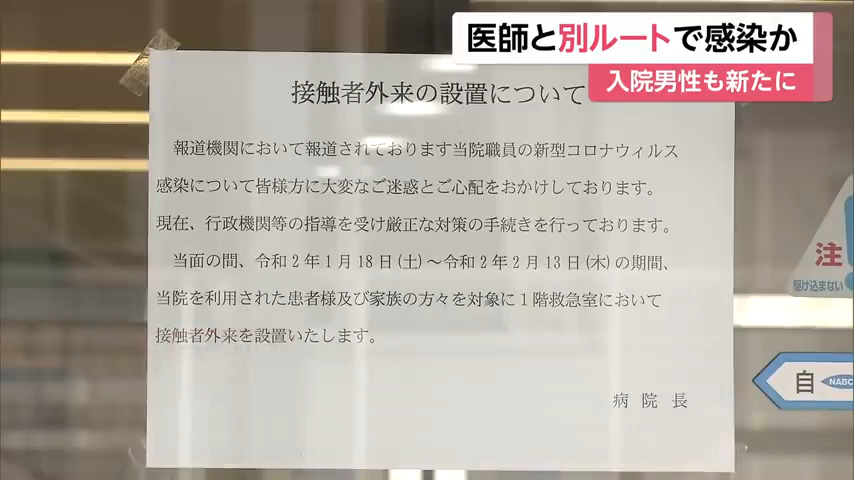 医師と別ルートで感染か
入院男性も新たに
接触者外来の設置について
報道機関において報道されております当院職員の新型コロナウィルス
感染について皆様方に大変なご迷惑とご心配をおかけしております。
現在、行政機関等の指導を受け厳正な対策の手続きを行っております。
当面の間、令和２年１月18日(土)～令和２年２月13日(木)の期間、
当院を利用された患者様及び家族の方々を対象に１階救急室において
接触者外来を設置いたします。
病院長
注
駆け込まない
自
NABC